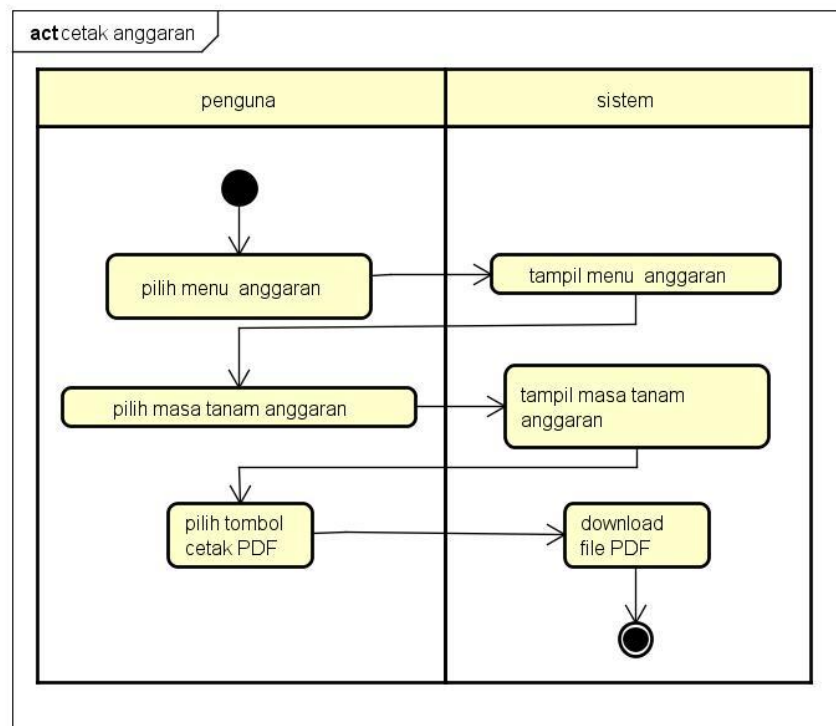 act cetak anggaran
penguna
sistem
pilih menu anggaran
tampil menu anggaran
pilih masa tanam anggaran
tampil masa tanam
anggaran
pilih tombol
cetak PDF
download
file PDF